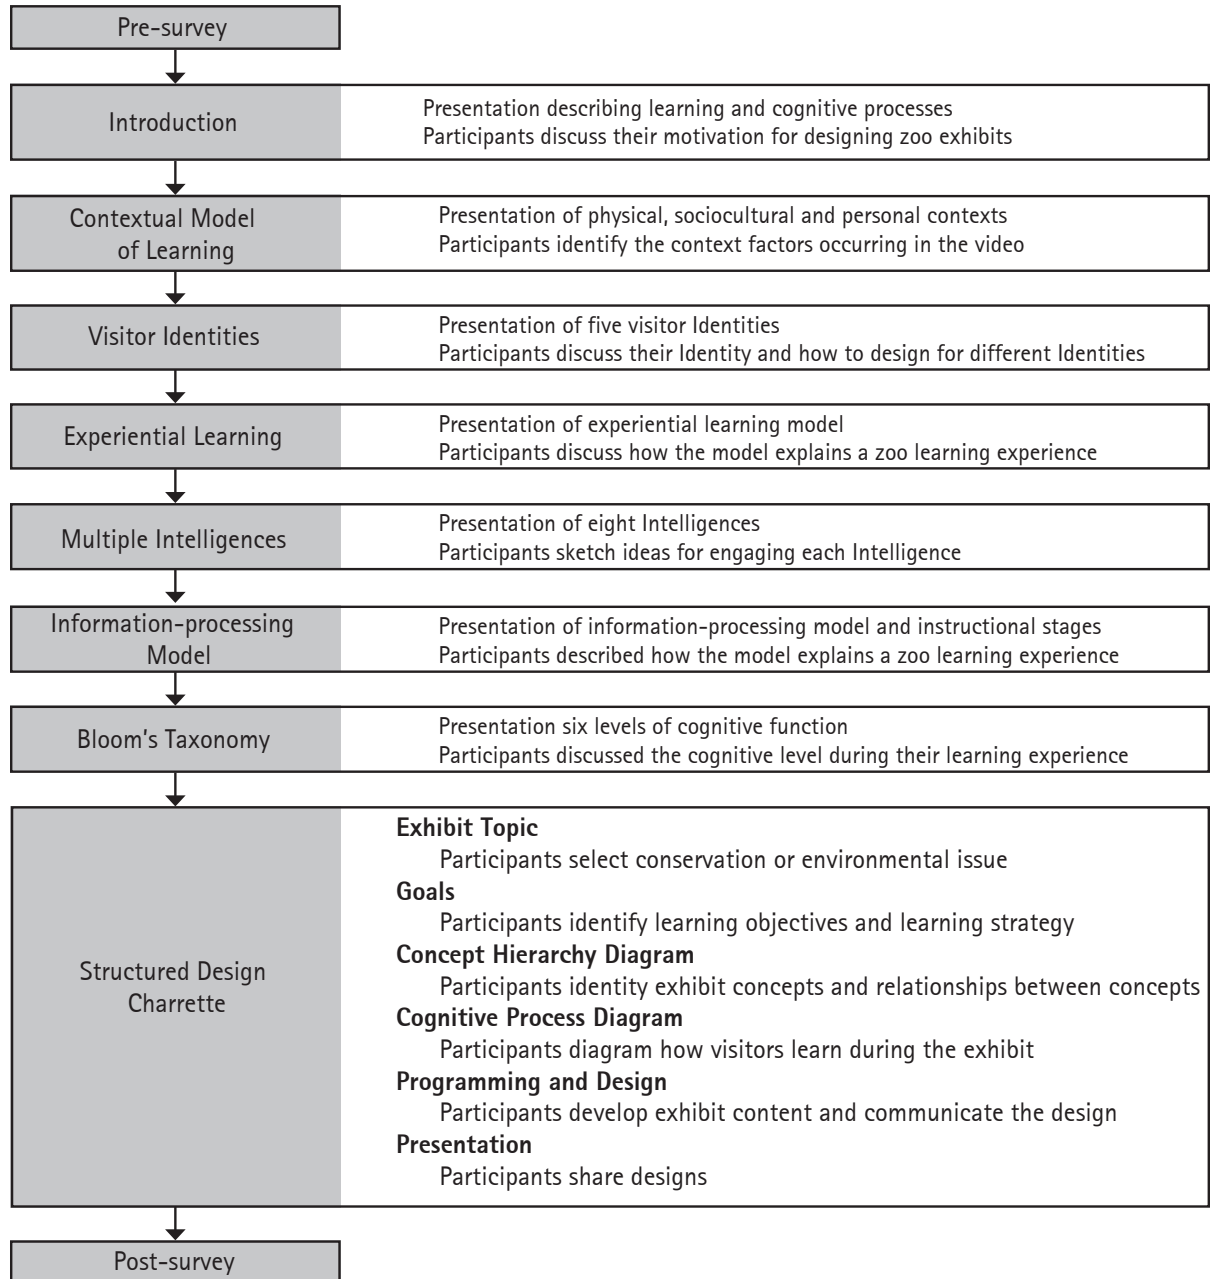 Pre-survey
Introduction
Presentation describing learning and cognitive processes
Participants discuss their motivation for designing zoo exhibits
Contextual Model
of Learning
Presentation of physical, sociocultural and personal contexts
Participants identify the context factors occurring in the video
Visitor Identities
Presentation of five visitor Identities
Participants discuss their Identity and how to design for different Identities
Experiential Learning
Presentation of experiential learning model
Participants discuss how the model explains a zoo learning experience
Multiple Intelligences
Presentation of eight Intelligences
Participants sketch ideas for engaging each Intelligence
Information-processing
Model
Presentation of information-processing model and instructional stages
Participants described how the model explains a zoo learning experience
Bloom's Taxonomy
Presentation six levels of cognitive function
Participants discussed the cognitive level during their learning experience
Structured Design
Charrette
Exhibit Topic
Participants select conservation or environmental issue
Goals
Participants identify learning objectives and learning strategy
Concept Hierarchy Diagram
Participants identity exhibit concepts and relationships between concepts
Cognitive Process Diagram
Participants diagram how visitors learn during the exhibit
Programming and Design
Participants develop exhibit content and communicate the design
Presentation
Participants share designs
Post-survey